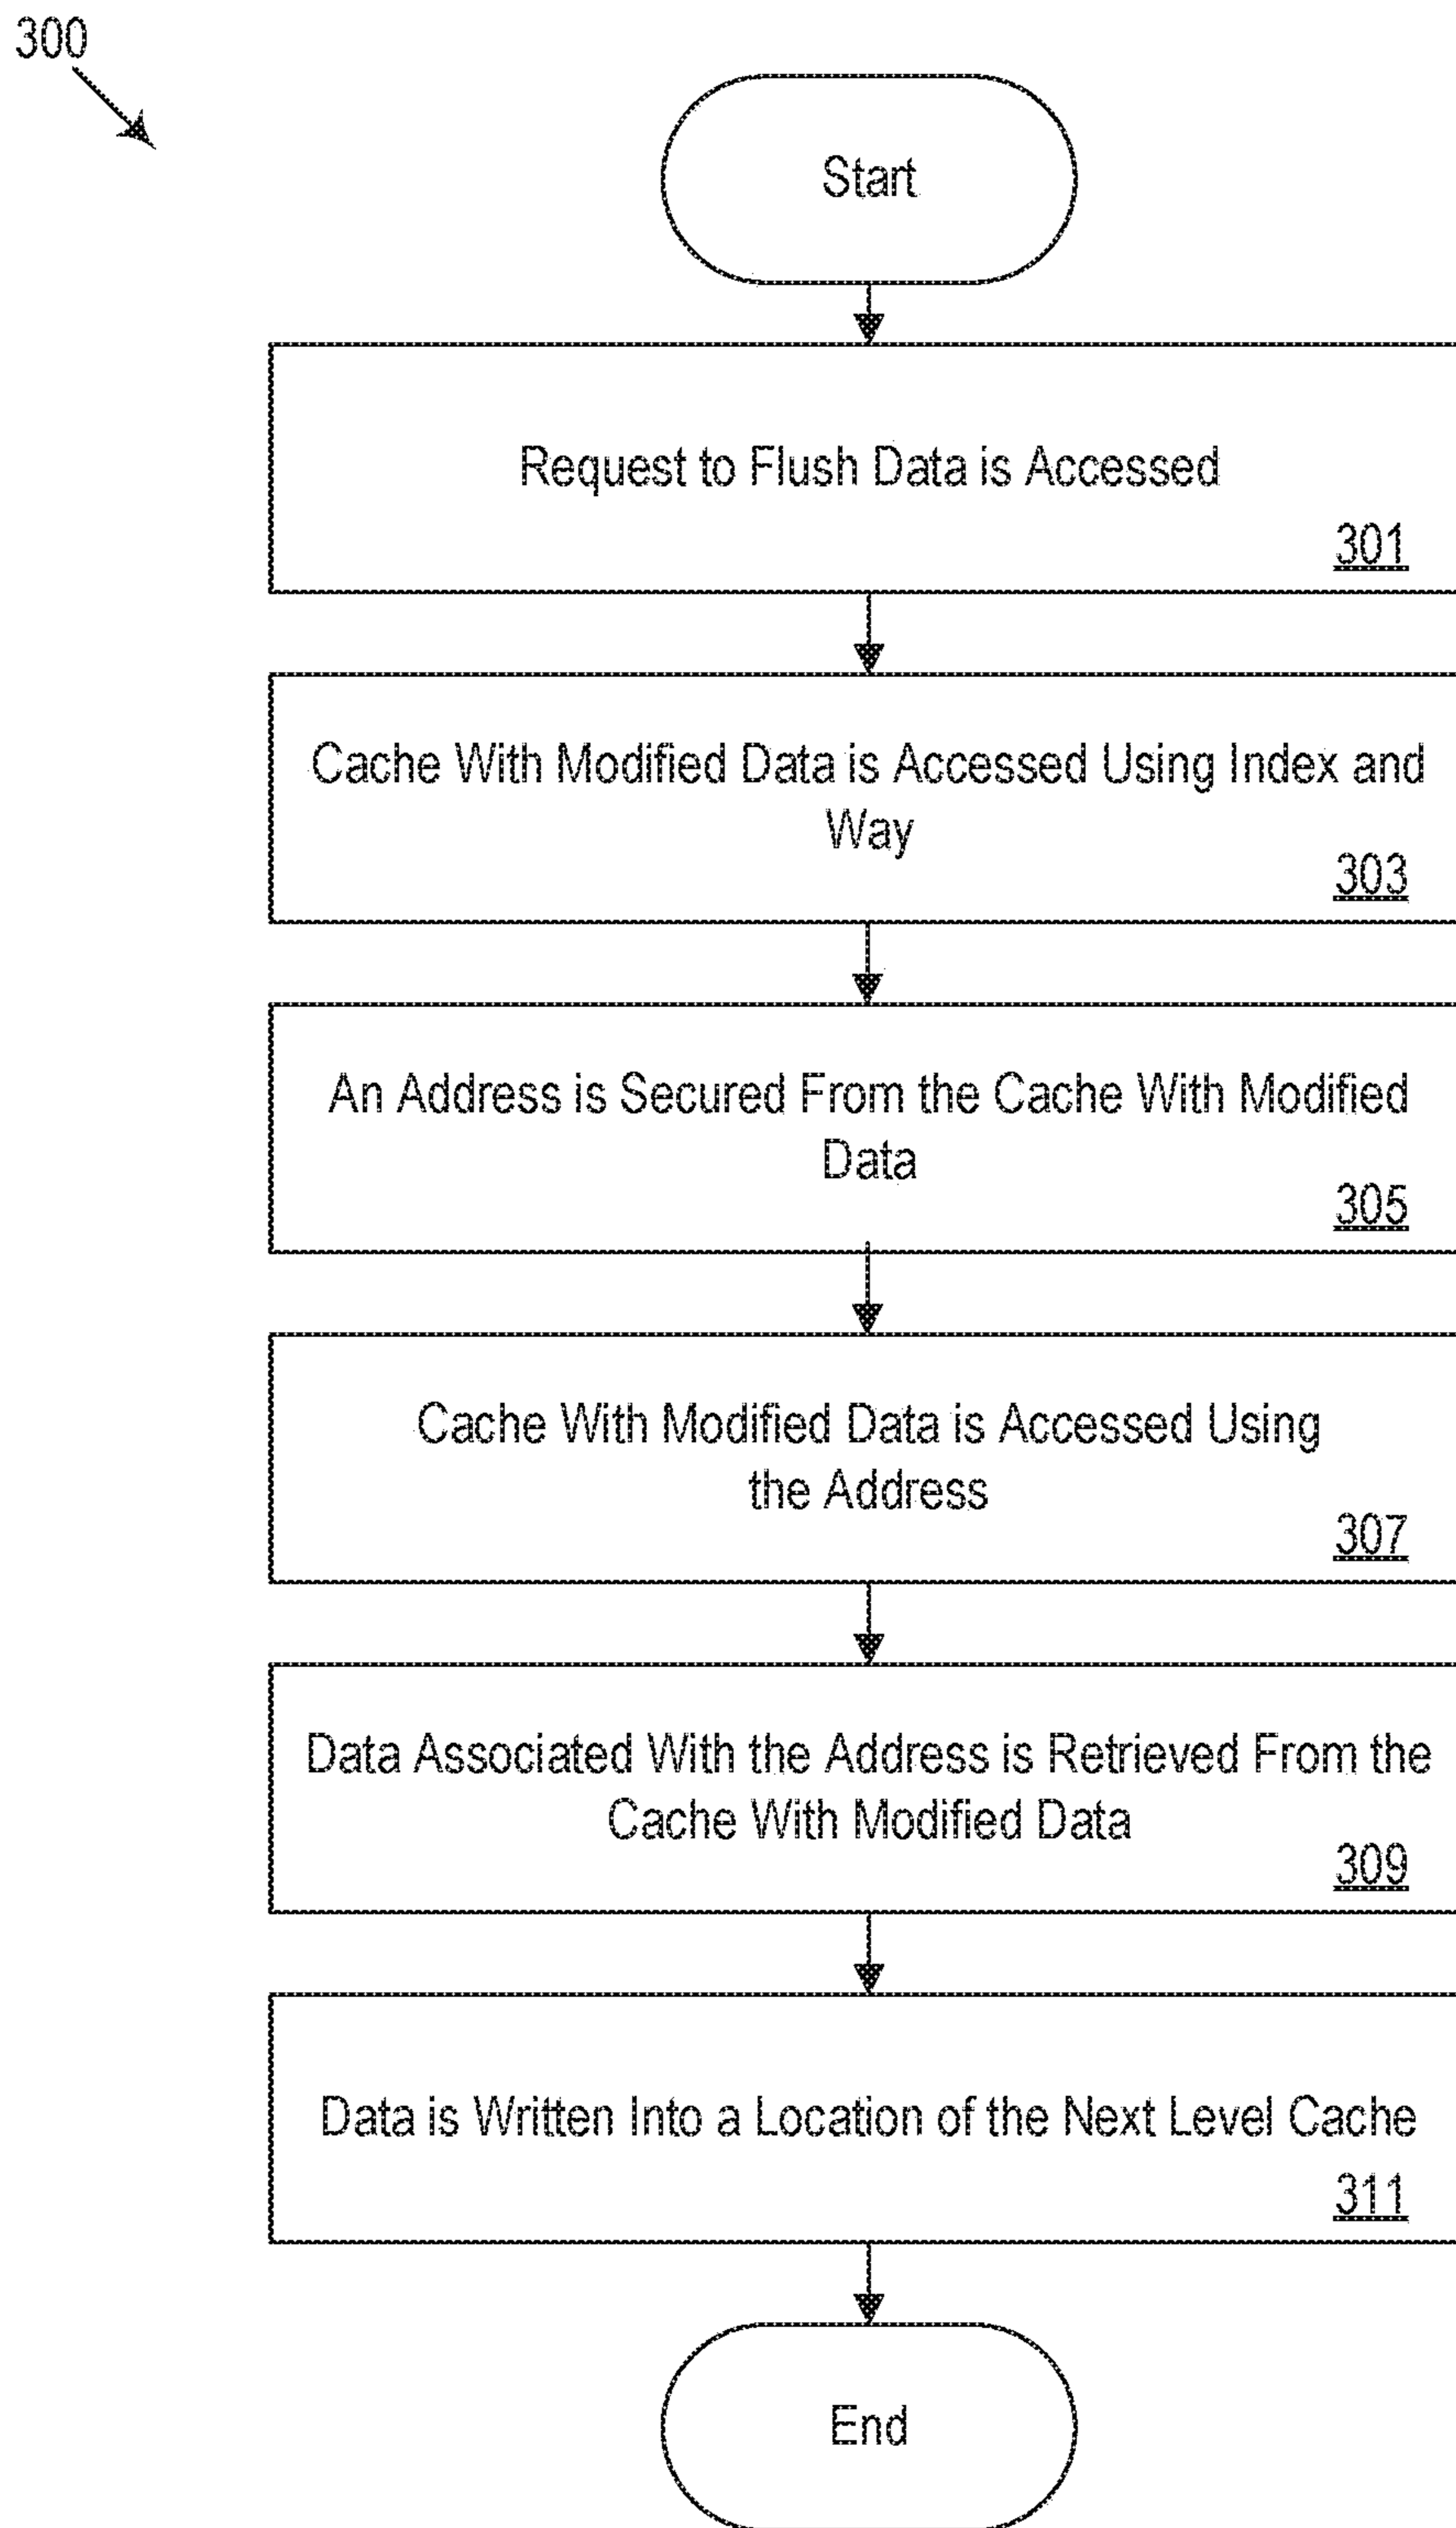 300
Start
Request to Flush Data is Accessed
301
Cache With Modified Data is Accessed Using Index and
Way
303
An Address is Secured From the Cache With Modified
Data
305
Cache With Modified Data is Accessed Using
the Address
307
Data Associated With the Address is Retrieved From the
Cache With Modified Data
309
Data is Written Into a Location of the Next Level Cache
311
End